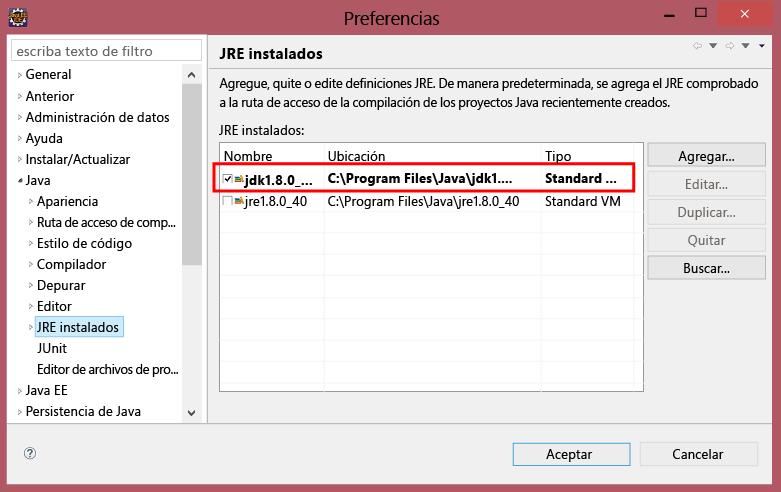 Preferencias
escriba texto de filtro
General
Anterior
Administración de datos
Ayuda
Instalar/Actualizar
Java
Apariencia
Ruta de acceso de comp...
Estilo de código
Compilador
Depurar
Editor
JRE instalados
JUnit
Editor de archivos de pro...
Java EE
Persistencia de Java
JRE instalados
Agregue, quite o edite definiciones JRE. De manera predeterminada, se agrega el JRE comprobado
a la ruta de acceso de la compilación de los proyectos Java recientemente creados.
JRE instalados:
Nombre Ubicación Tipo
jdk1.8.0_... C:\Program Files\Java\jdk1.... Standard ...
jre1.8.0_40 C:\Program Files\Java\jre1.8.0_40 Standard VM
Agregar...
Editar...
Duplicar...
Quitar
Buscar...
Aceptar
Cancelar